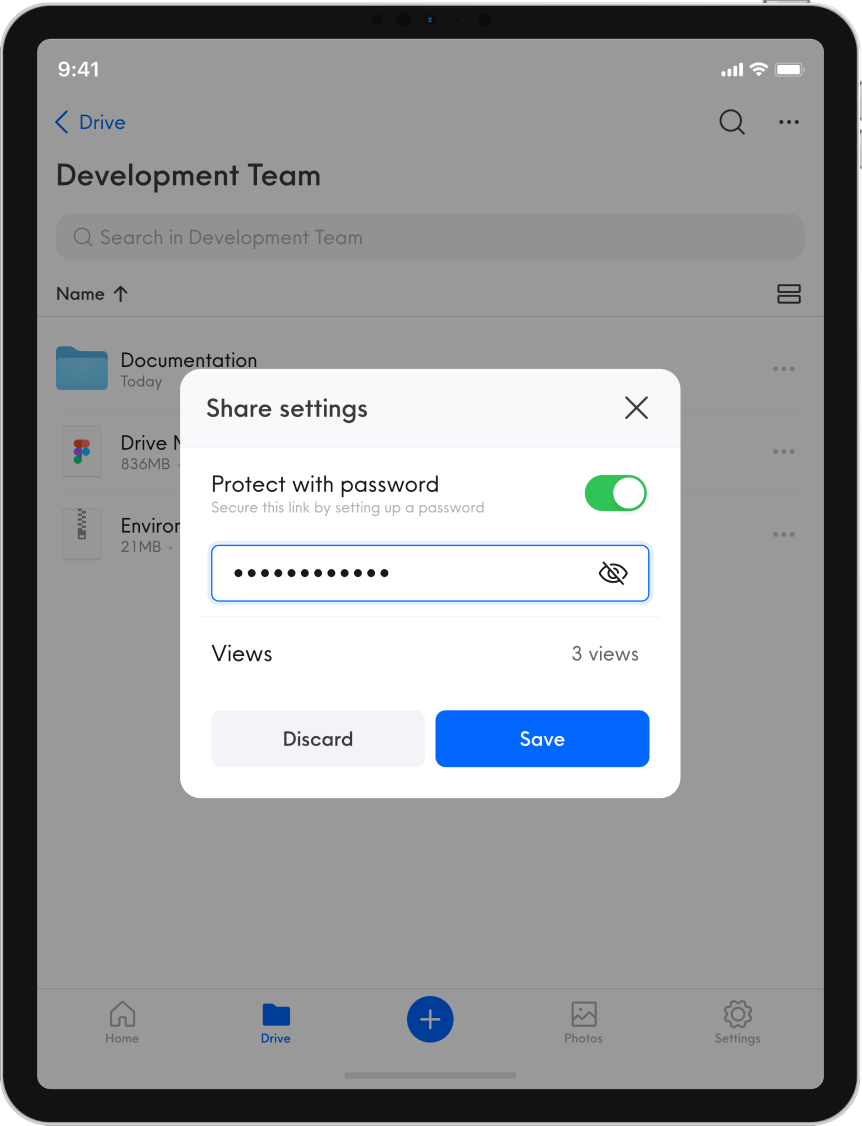 9:41
Drive
Development Team
Search in Development Team
Name
Documentation
Today
Drive
836MB
21MB
Share settings
Protect with password
Secure this link by setting up a password
Views
3 views
Discard
Save
Home
Drive
Photos
Settings